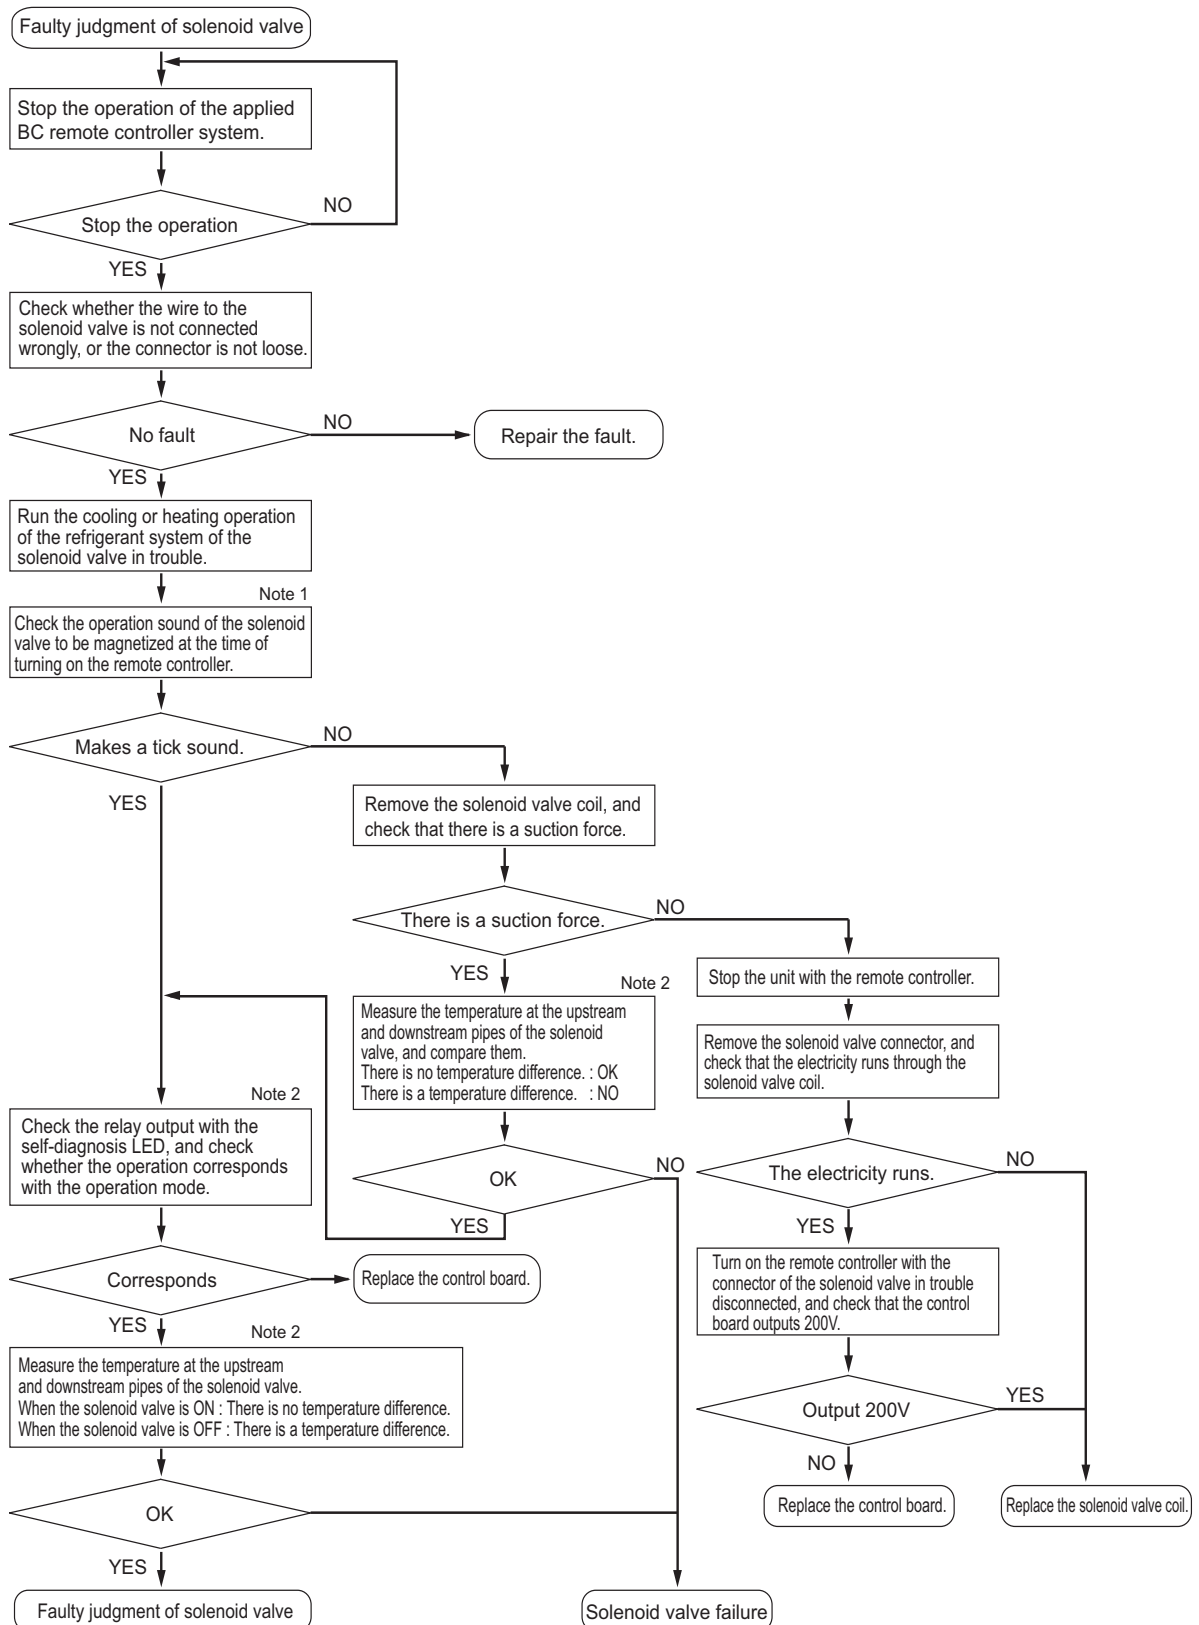 Faulty judgment of solenoid valve
Stop the operation of the applied
BC remote controller system.
Stop the operation
NO
YES
Check whether the wire to the
solenoid valve is not connected
wrongly, or the connector is not loose.
No fault
NO
Repair the fault.
YES
Run the cooling or heating operation
of the refrigerant system of the
solenoid valve in trouble.
Note 1
Check the operation sound of the solenoid
valve to be magnetized at the time of
turning on the remote controller.
Makes a tick sound.
NO
YES
Remove the solenoid valve coil, and
check that there is a suction force.
There is a suction force.
NO
YES
Note 2
Measure the temperature at the upstream
and downstream pipes of the solenoid
valve, and compare them.
There is no temperature difference. : OK
There is a temperature difference. : NO
OK
NO
YES
Stop the unit with the remote controller.
Remove the solenoid valve connector, and
check that the electricity runs through the
solenoid valve coil.
The electricity runs.
NO
YES
Turn on the remote controller with the
connector of the solenoid valve in trouble
disconnected, and check that the control
board outputs 200V.
Output 200V
YES
NO
Replace the control board.
Replace the solenoid valve coil.
Note 2
Check the relay output with the
self-diagnosis LED, and check
whether the operation corresponds
with the operation mode.
Corresponds
Replace the control board.
YES
Note 2
Measure the temperature at the upstream
and downstream pipes of the solenoid valve.
When the solenoid valve is ON : There is no temperature difference.
When the solenoid valve is OFF : There is a temperature difference.
OK
YES
Faulty judgment of solenoid valve
Solenoid valve failure